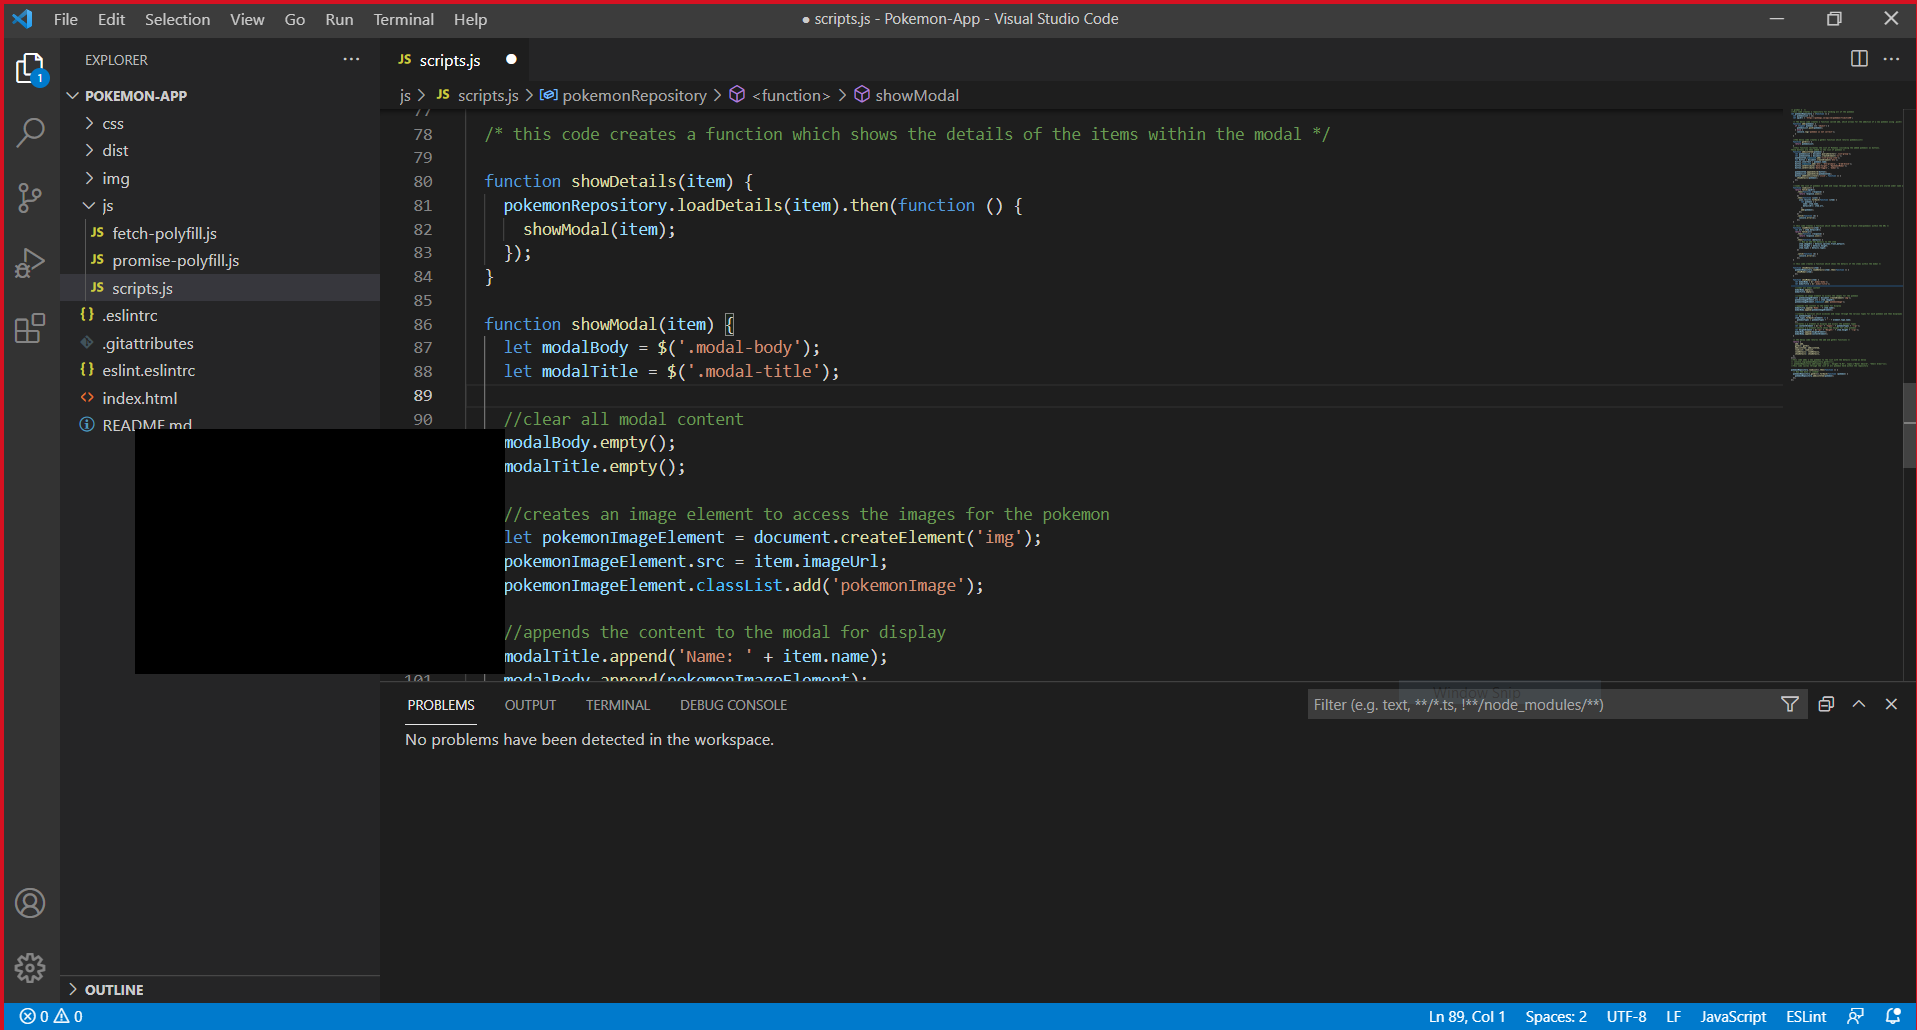 File Edit Selection View Go Run Terminal Help
● scripts.js - Pokemon-App - Visual Studio Code
1
EXPLORER
POKEMON-APP
css
dist
img
js
JS fetch-polyfill.js
JS promise-polyfill.js
JS scripts.js
{} .eslintrc
.gitattributes
{} eslint.eslintrc
<> index.html
README.md
OUTLINE
JS scripts.js
js > JS scripts.js > pokemonRepository > <function> > showModal
77
78 /* this code creates a function which shows the details of the items within the modal */
79
80 function showDetails(item) {
81 pokemonRepository.loadDetails(item).then(function () {
82 showModal(item);
83 });
84 }
85
86 function showModal(item) {
87 let modalBody = $('.modal-body');
88 let modalTitle = $('.modal-title');
89
90 //clear all modal content
modalBody.empty();
modalTitle.empty();
//creates an image element to access the images for the pokemon
let pokemonImageElement = document.createElement('img');
pokemonImageElement.src = item.imageUrl;
pokemonImageElement.classList.add('pokemonImage');
//appends the content to the modal for display
modalTitle.append('Name: ' + item.name);
101 modalBody.append(pokemonImageElement);
PROBLEMS OUTPUT TERMINAL DEBUG CONSOLE
Window Snip
Filter (e.g. text, **/*.ts, !**/node_modules/**)
No problems have been detected in the workspace.
0 0
Ln 89, Col 1 Spaces: 2 UTF-8 LF JavaScript ESLint